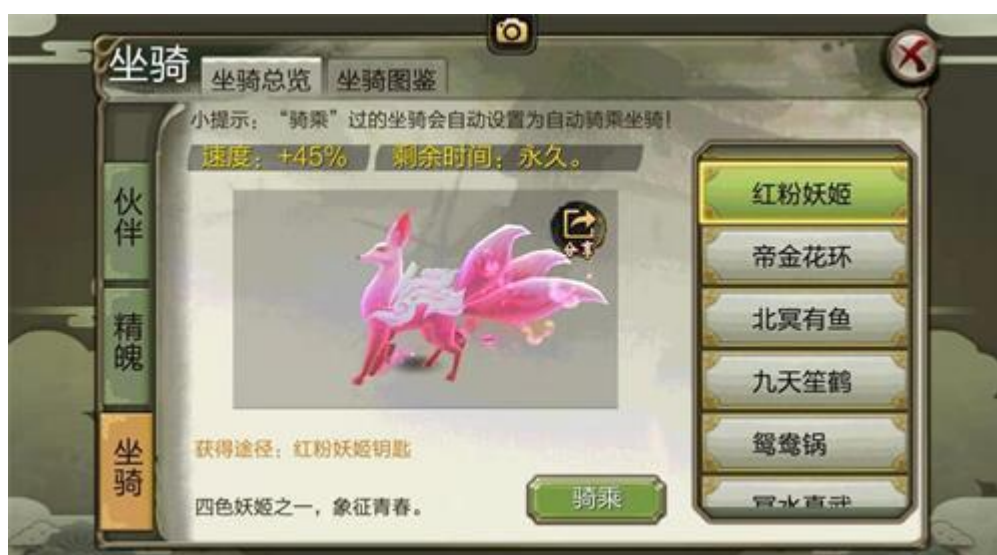 坐骑
坐骑总览 坐骑图鉴
小提示：“骑乘”过的坐骑会自动设置为自动骑乘坐骑！
速度：+45% 剩余时间：永久。
伙伴
精魄
坐骑
分享
获得途径：红粉妖姬钥匙
四色妖姬之一，象征青春。
骑乘
红粉妖姬
帝金花环
北冥有鱼
九天笙鹤
鸳鸯锅